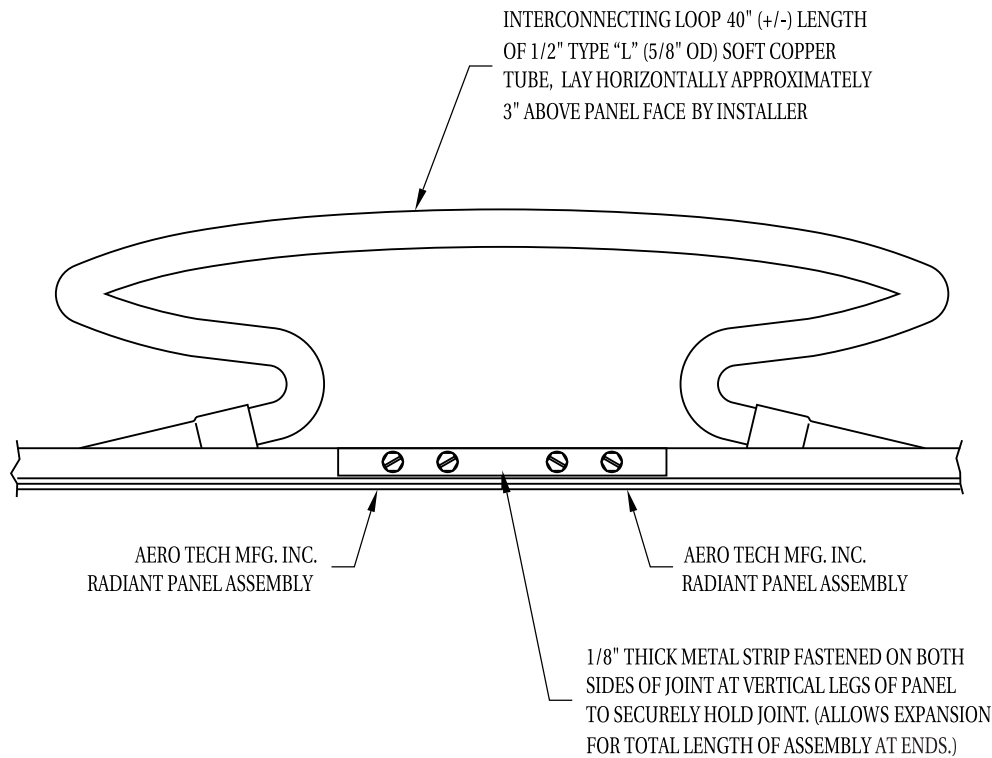 INTERCONNECTING LOOP 40" (+/-) LENGTH
OF 1/2" TYPE “L” (5/8" OD) SOFT COPPER
TUBE, LAY HORIZONTALLY APPROXIMATELY
3" ABOVE PANEL FACE BY INSTALLER
AERO TECH MFG. INC.
RADIANT PANEL ASSEMBLY
AERO TECH MFG. INC.
RADIANT PANEL ASSEMBLY
1/8" THICK METAL STRIP FASTENED ON BOTH
SIDES OF JOINT AT VERTICAL LEGS OF PANEL
TO SECURELY HOLD JOINT. (ALLOWS EXPANSION
FOR TOTAL LENGTH OF ASSEMBLY AT ENDS.)